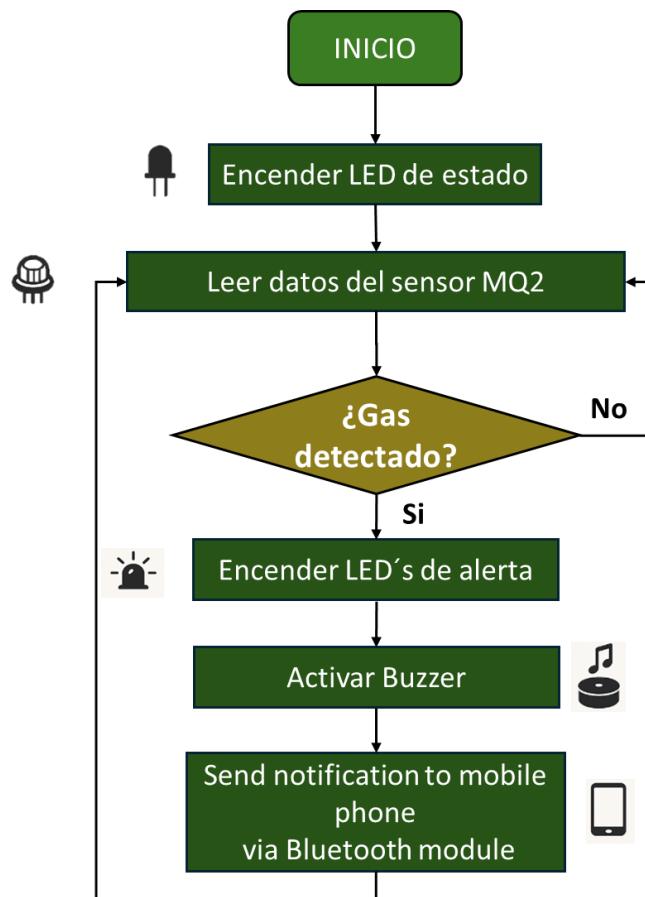 INICIO
Encender LED de estado
Leer datos del sensor MQ2
¿Gas
detectado?
No
Si
Encender LED´s de alerta
Activar Buzzer
Send notification to mobile
phone
via Bluetooth module